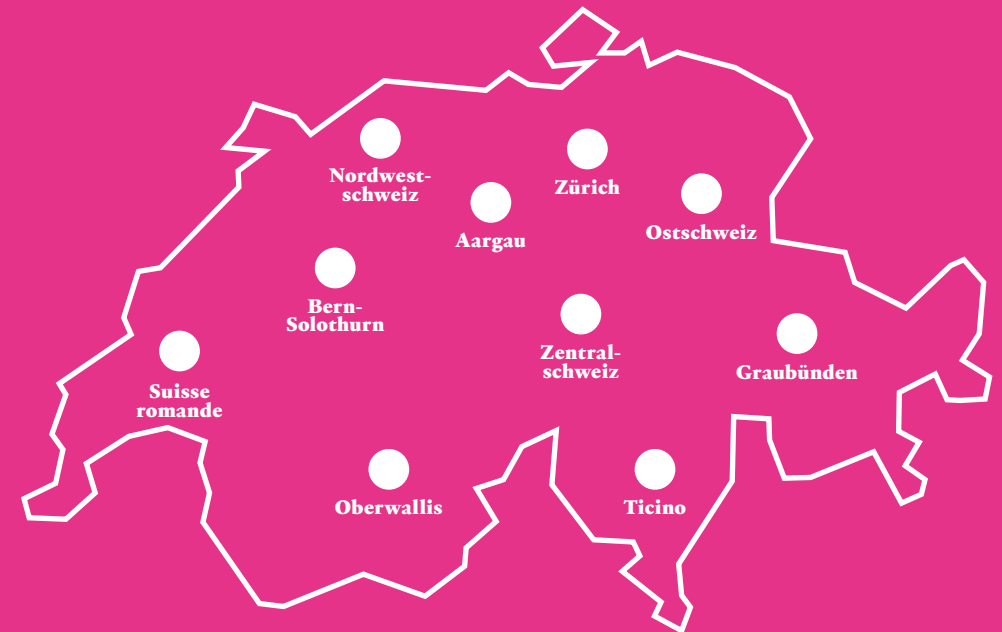 Nordwest-
schweiz
Zürich
Aargau
Ostschweiz
Bern-
Solothurn
Zentral-
schweiz
Graubünden
Suisse
romande
Oberwallis
Ticino